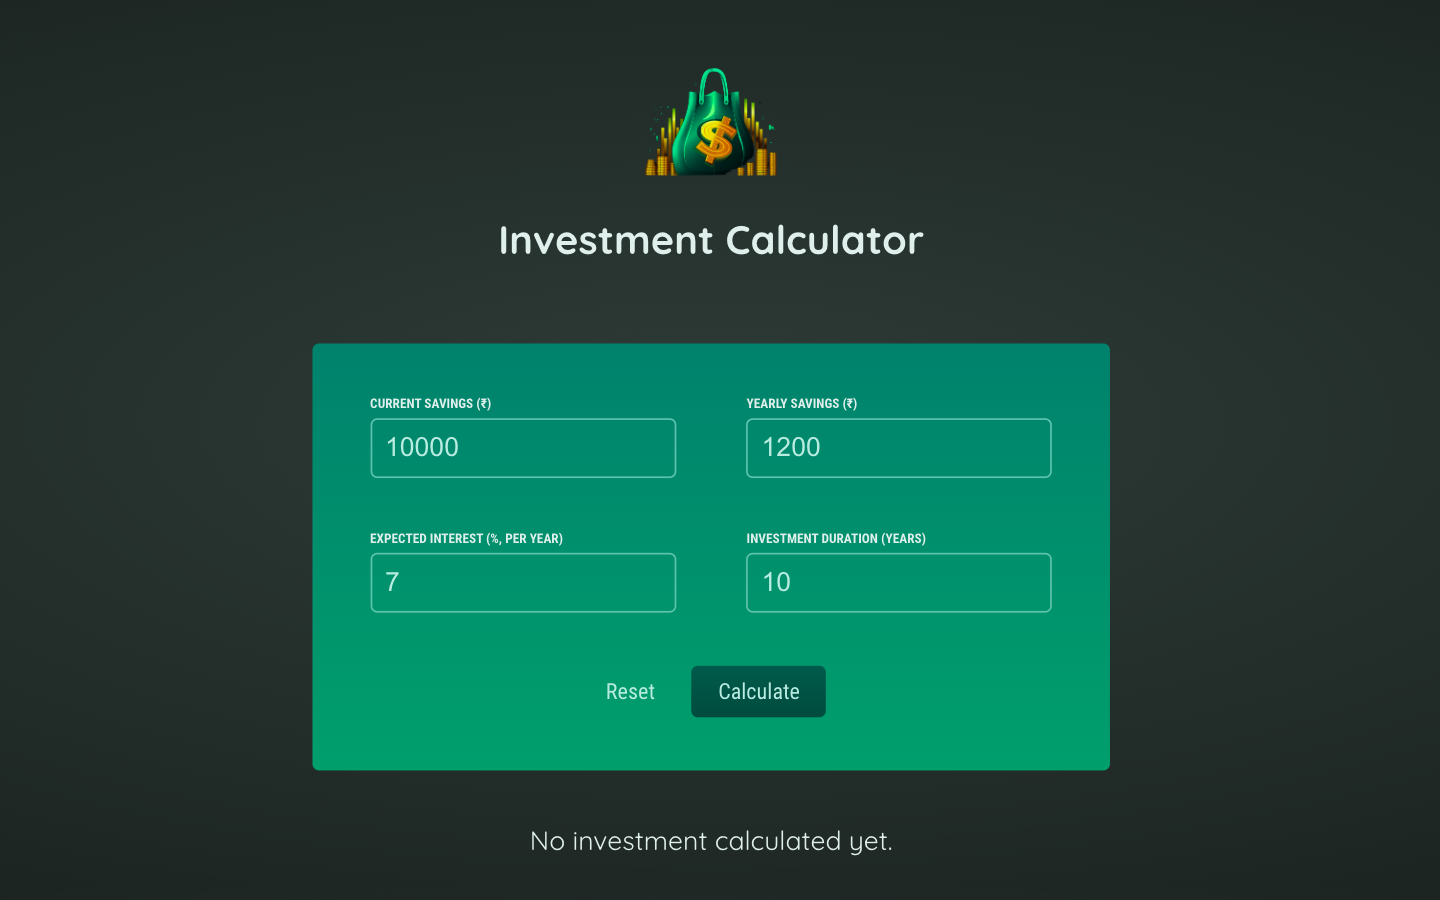 $
Investment Calculator
CURRENT SAVINGS (₹)
10000
YEARLY SAVINGS (₹)
1200
EXPECTED INTEREST (%, PER YEAR)
7
INVESTMENT DURATION (YEARS)
10
Reset
Calculate
No investment calculated yet.